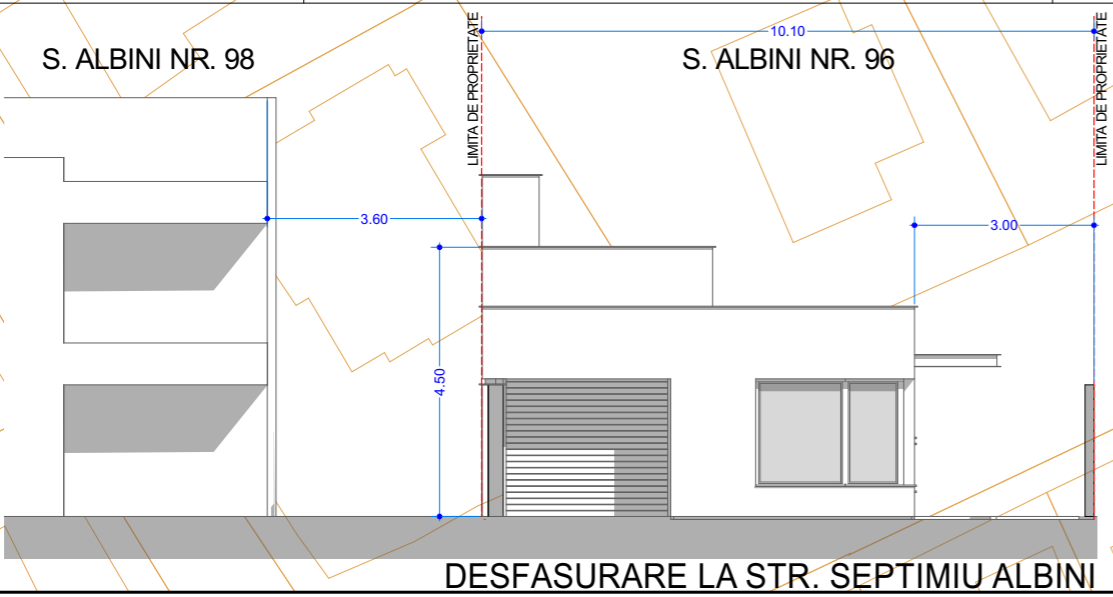 S. ALBINI NR. 98
LIMITA DE PROPRIETATE
10.10
S. ALBINI NR. 96
LIMITA DE PROPRIETATE
3.60
3.00
4.50
DESFASURARE LA STR. SEPTIMIU ALBINI